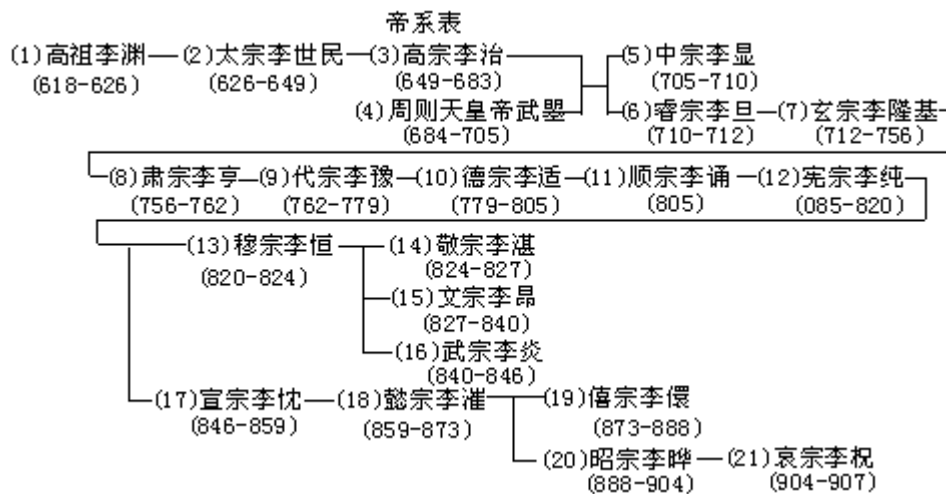 帝系表
(1)高祖李渊 (2)太宗李世民 (3)高宗李治 (5)中宗李显
(618-626) (626-649) (649-683) (705-710)
(4)周则天皇帝武曌 (6)睿宗李旦 (7)玄宗李隆基
(684-705) (710-712) (712-756)
(8)肃宗李亨 (9)代宗李豫 (10)德宗李适 (11)顺宗李诵 (12)宪宗李纯
(756-762) (762-779) (779-805) (805) (085-820)
(13)穆宗李恒 (14)敬宗李湛
(820-824) (824-827)
(15)文宗李昂
(827-840)
(16)武宗李炎
(840-846)
(17)宣宗李忱 (18)懿宗李漼 (19)僖宗李儇
(846-859) (859-873) (873-888)
(20)昭宗李晔 (21)哀宗李柷
(888-904) (904-907)